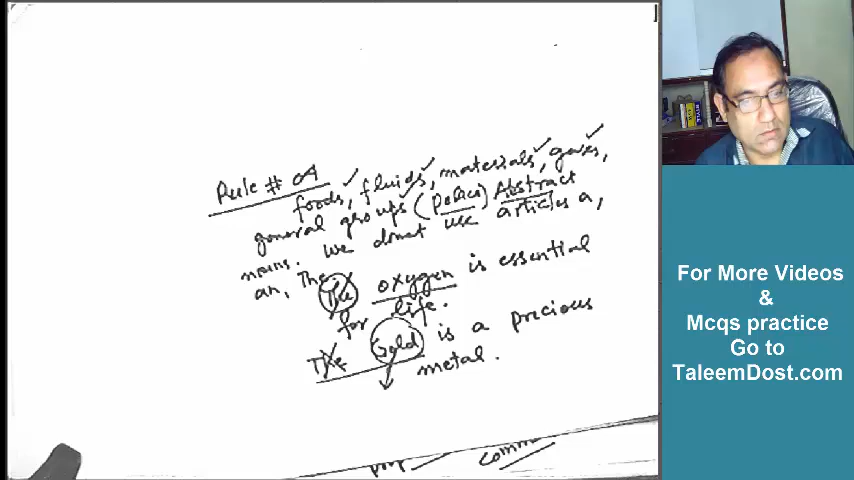 Rule # 04
foods, fluids, materials, gases,
general groups (police) Abstract
nouns. We donot use articles a,
an, The.
The oxygen is essential
for life.
The Gold is a precious
metal.
For More Videos
&
Mcqs practice
Go to
TaleemDost.com